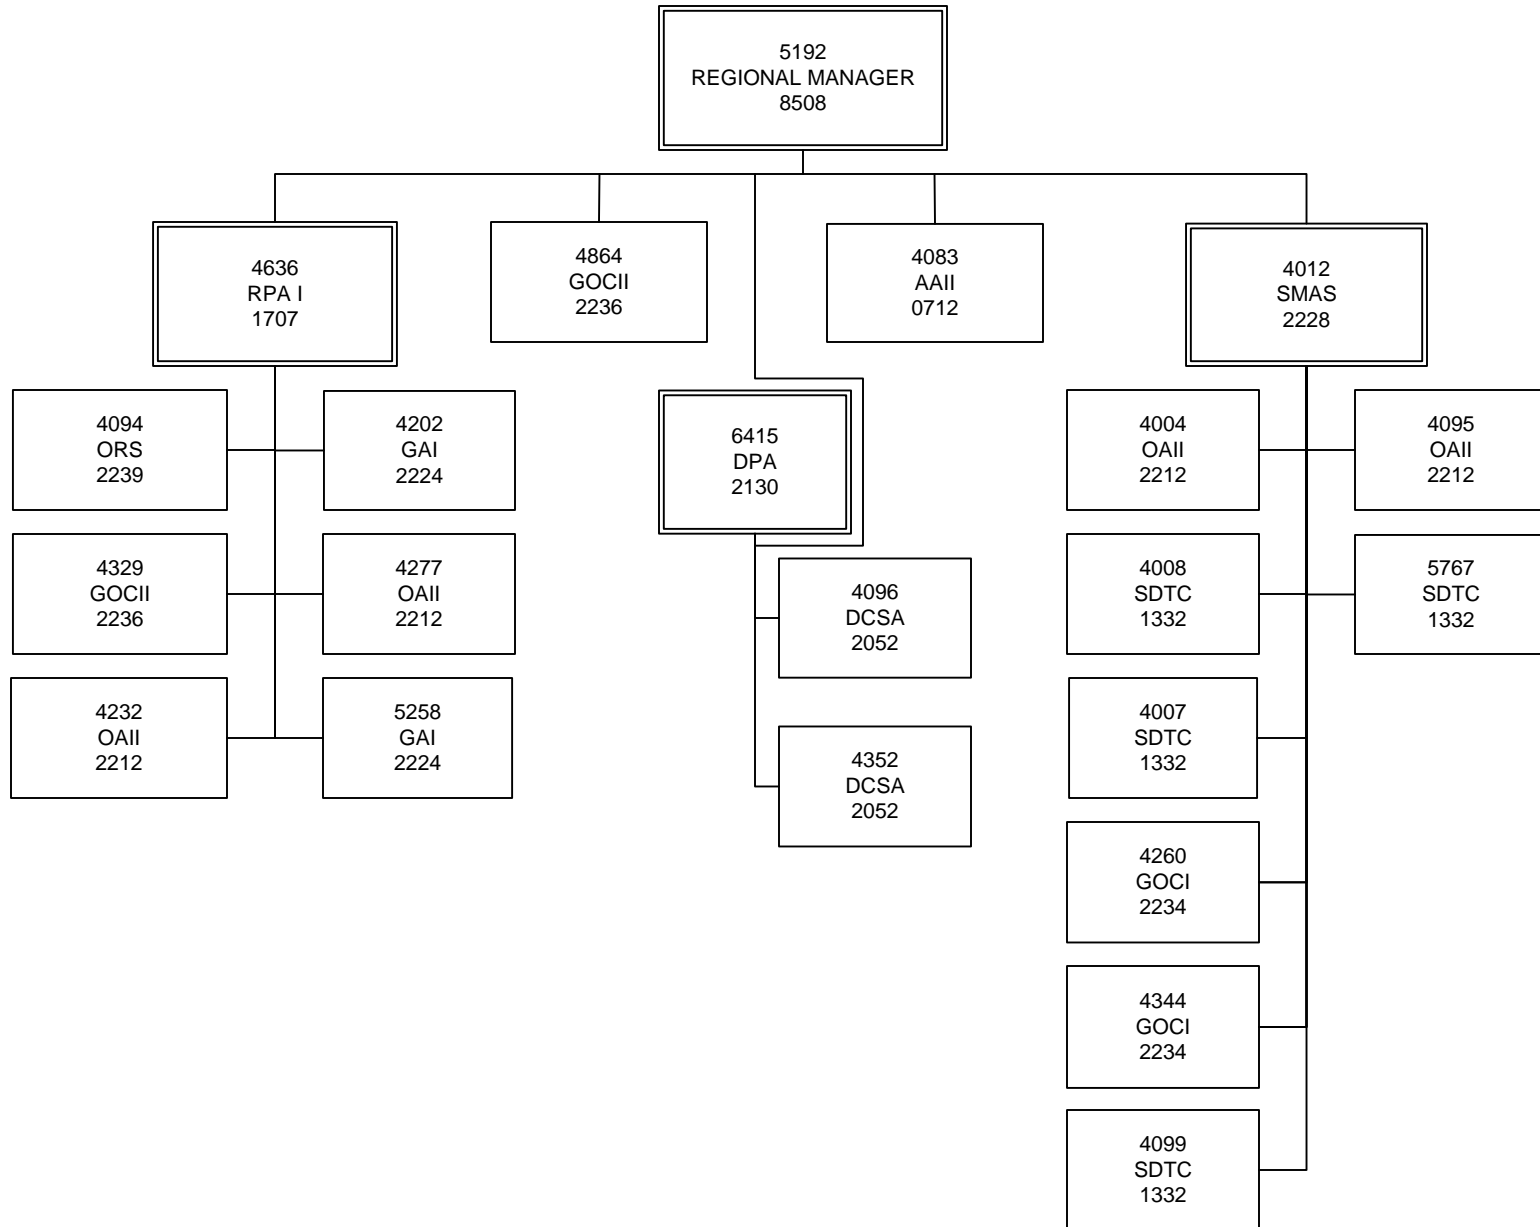 5192
REGIONAL MANAGER
8508
4636
RPA I
1707
4864
GOCII
2236
4083
AAII
0712
4012
SMAS
2228
4094
ORS
2239
4202
GAI
2224
6415
DPA
2130
4004
OAII
2212
4095
OAII
2212
4329
GOCII
2236
4277
OAII
2212
4096
DCSA
2052
4008
SDTC
1332
5767
SDTC
1332
4232
OAII
2212
5258
GAI
2224
4352
DCSA
2052
4007
SDTC
1332
4260
GOCI
2234
4344
GOCI
2234
4099
SDTC
1332